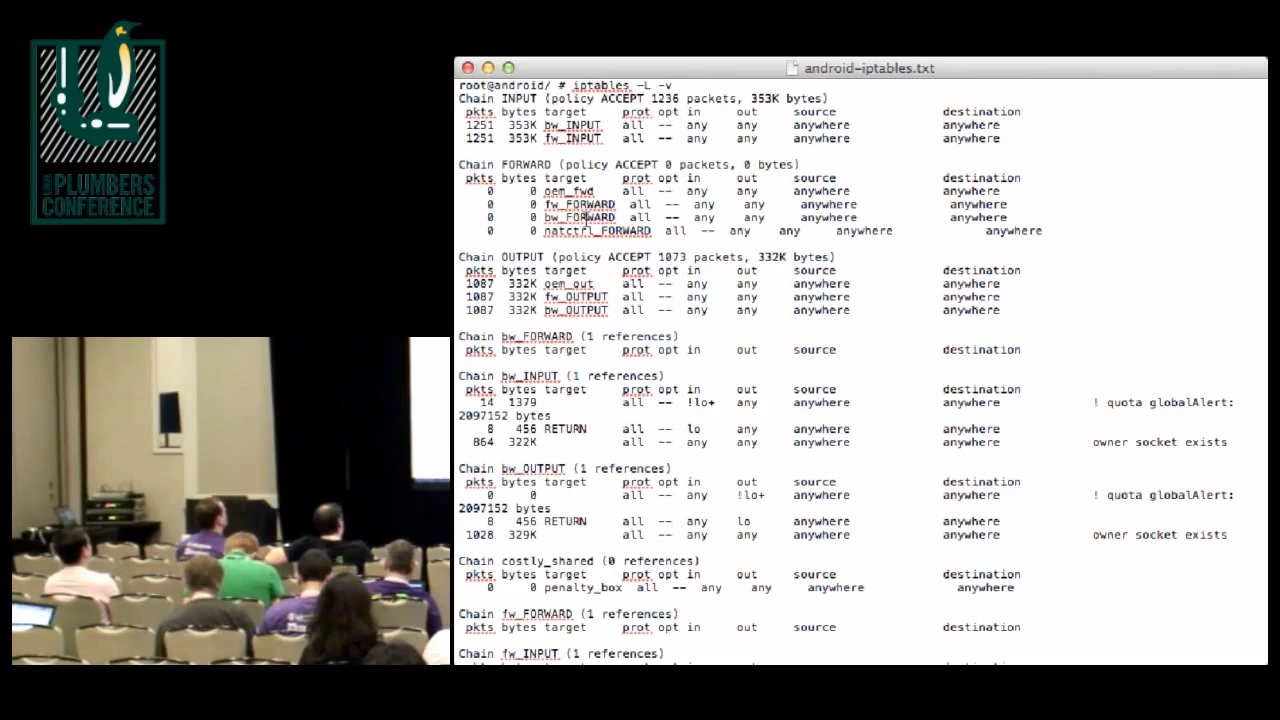 LINUX
PLUMBERS
CONFERENCE
android-iptables.txt
root@android/ # iptables -L -v
Chain INPUT (policy ACCEPT 1236 packets, 353K bytes)
pkts bytes target prot opt in out source destination
1251 353K bw_INPUT all -- any any anywhere anywhere
1251 353K fw_INPUT all -- any any anywhere anywhere
Chain FORWARD (policy ACCEPT 0 packets, 0 bytes)
pkts bytes target prot opt in out source destination
0 0 oem_fwd all -- any any anywhere anywhere
0 0 fw_FORWARD all -- any any anywhere anywhere
0 0 bw_FORWARD all -- any any anywhere anywhere
0 0 natctrl_FORWARD all -- any any anywhere anywhere
Chain OUTPUT (policy ACCEPT 1073 packets, 332K bytes)
pkts bytes target prot opt in out source destination
1087 332K oem_out all -- any any anywhere anywhere
1087 332K fw_OUTPUT all -- any any anywhere anywhere
1087 332K bw_OUTPUT all -- any any anywhere anywhere
Chain bw_FORWARD (1 references)
pkts bytes target prot opt in out source destination
Chain bw_INPUT (1 references)
pkts bytes target prot opt in out source destination
14 1379 all -- !lo+ any anywhere anywhere ! quota globalAlert:
2097152 bytes
8 456 RETURN all -- lo any anywhere anywhere
864 322K all -- any any anywhere anywhere owner socket exists
Chain bw_OUTPUT (1 references)
pkts bytes target prot opt in out source destination
0 0 all -- any !lo+ anywhere anywhere ! quota globalAlert:
2097152 bytes
8 456 RETURN all -- any lo anywhere anywhere
1028 329K all -- any any anywhere anywhere owner socket exists
Chain costly_shared (0 references)
pkts bytes target prot opt in out source destination
0 0 penalty_box all -- any any anywhere anywhere
Chain fw_FORWARD (1 references)
pkts bytes target prot opt in out source destination
Chain fw_INPUT (1 references)